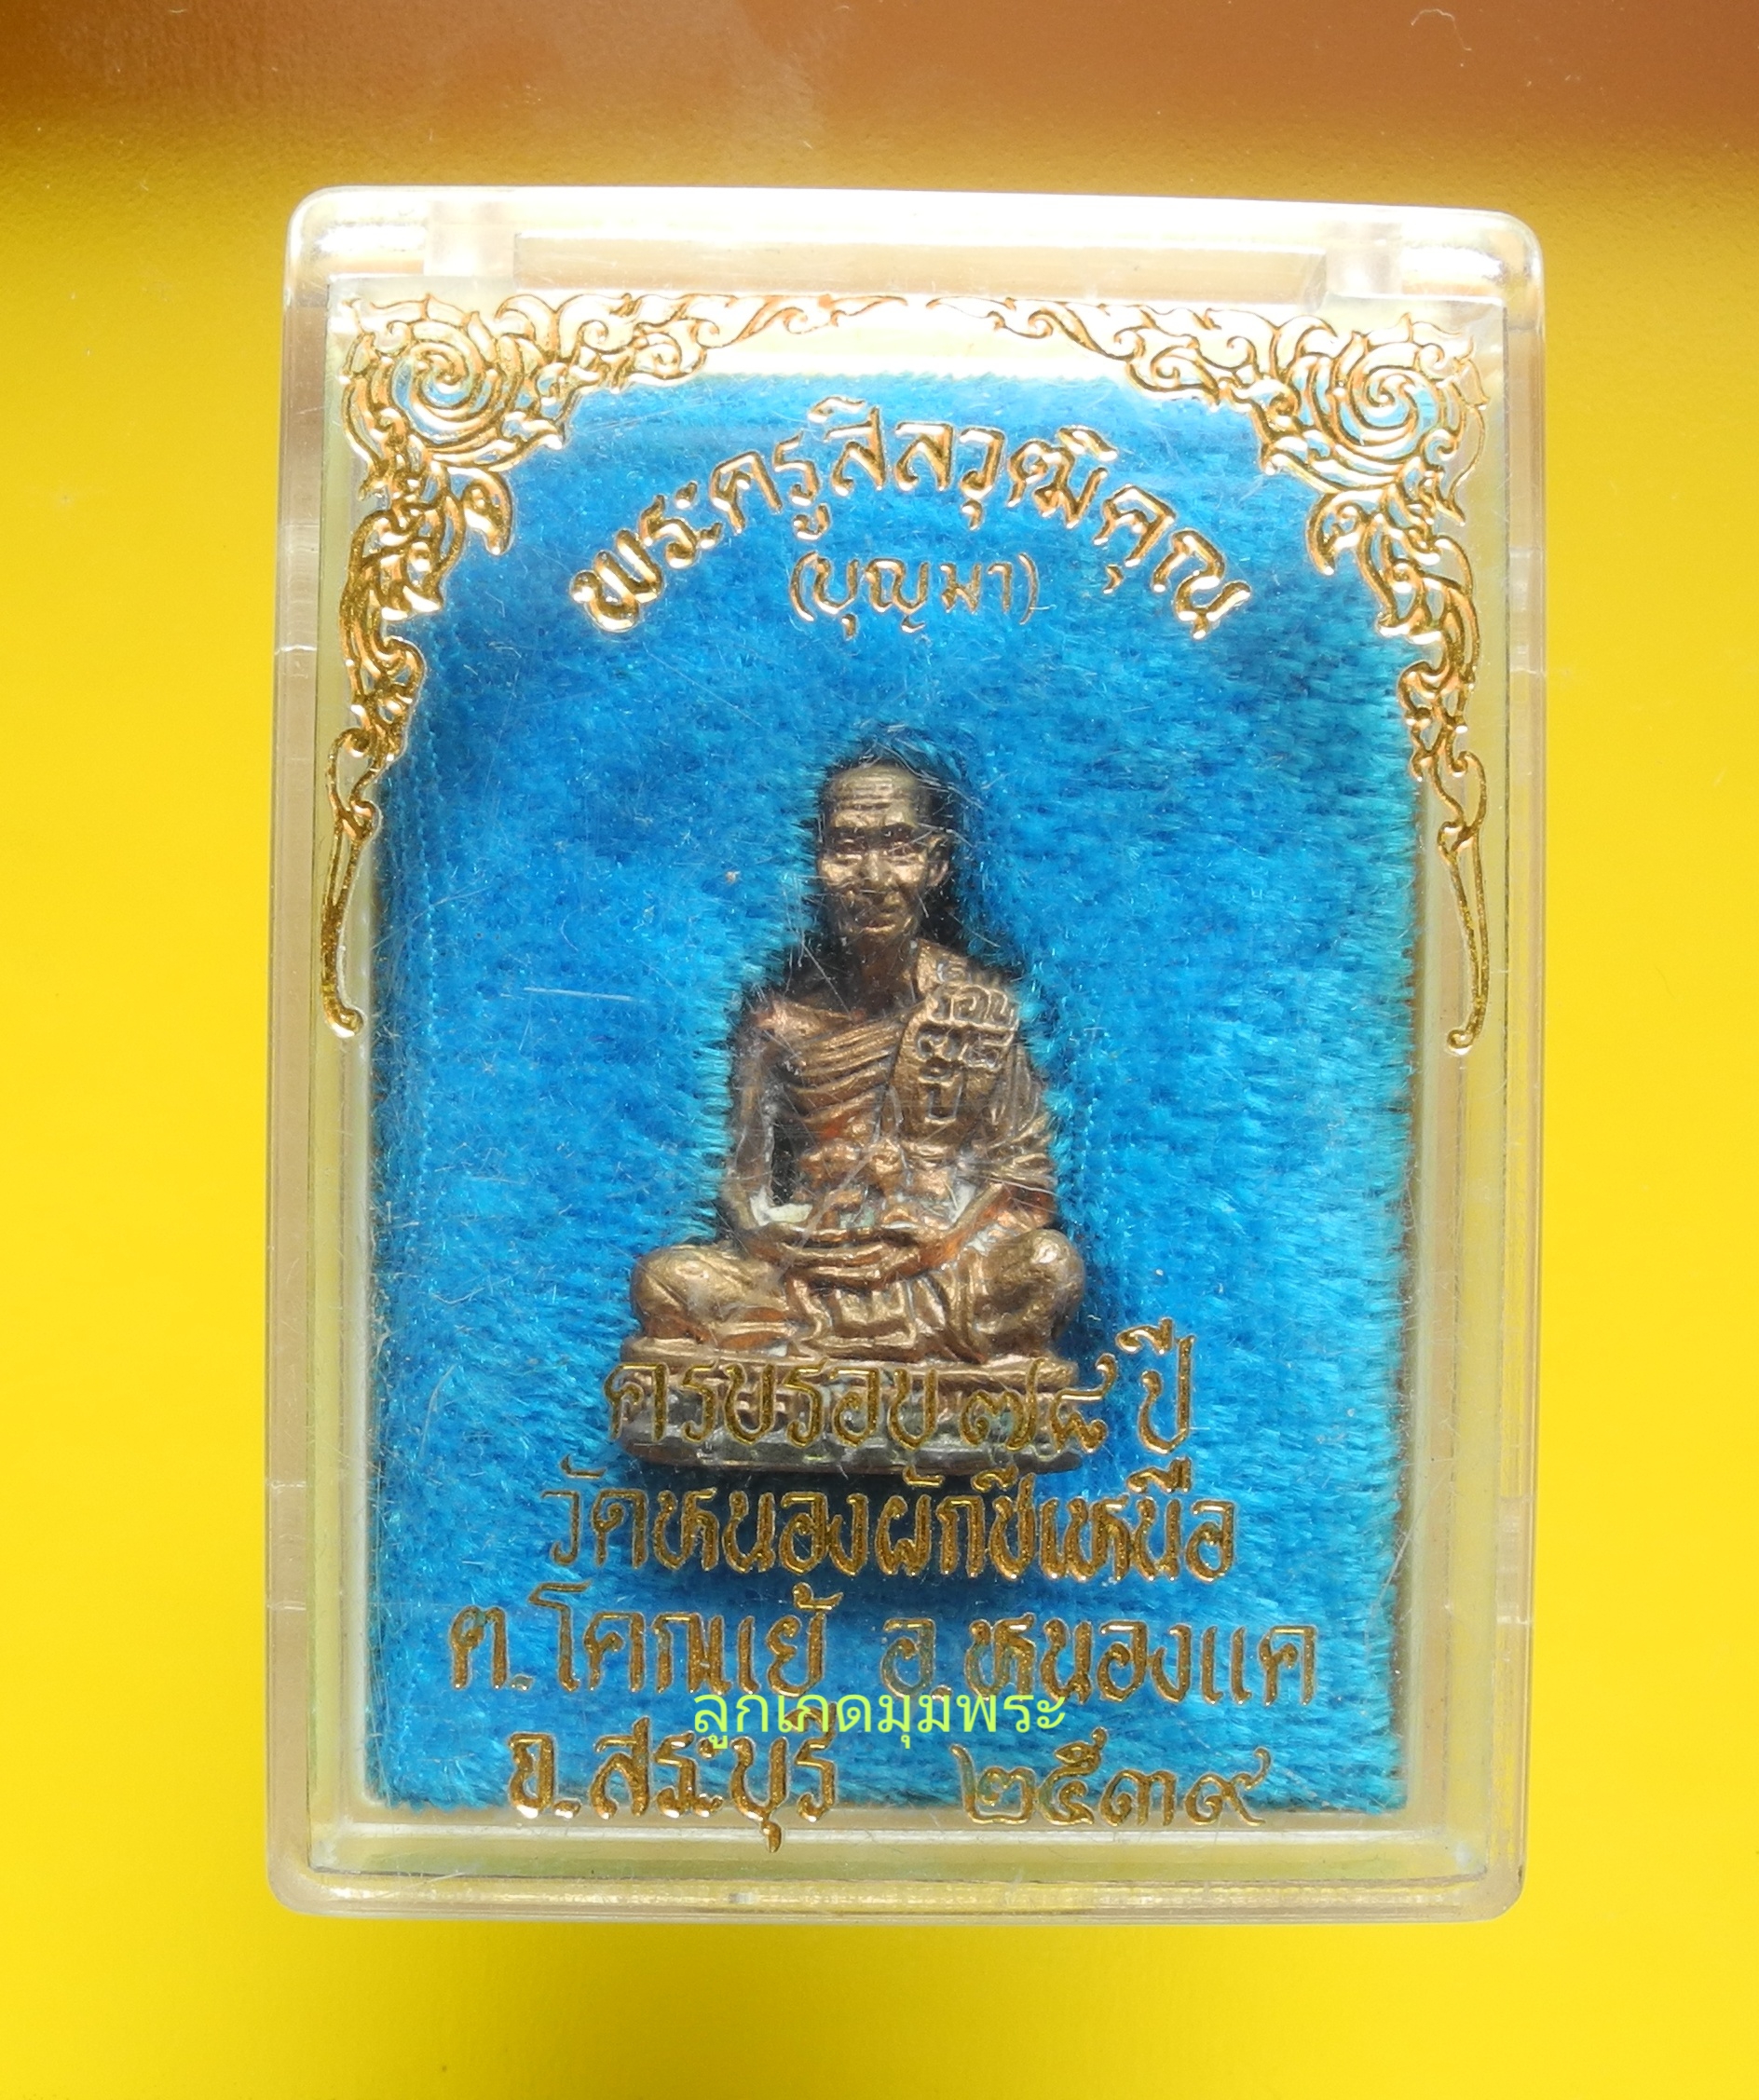 พระครูสีลวุฒิคุณ
(บุญมา)
ครบรอบ ๗๘ ปี
วัดหนองผักชีเหนือ
ต.โคกแย้ อ.หนองแค
ลูกเกดมุมพระ
จ.สระบุรี ๒๕๓๙